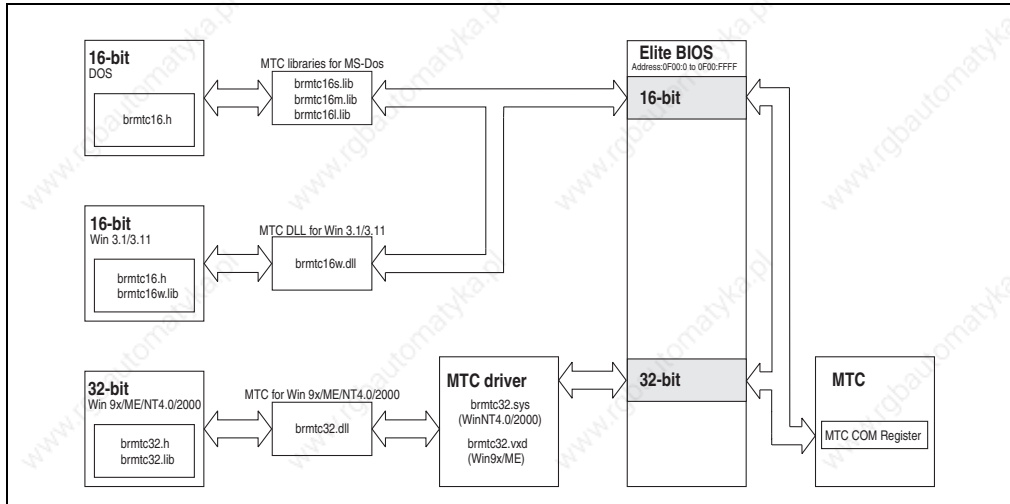 16-bit
DOS
brmtc16.h
MTC libraries for MS-Dos
brmtc16s.lib
brmtc16m.lib
brmtc16l.lib
Elite BIOS
Address:0F00:0 to 0F00:FFFF
16-bit
16-bit
Win 3.1/3.11
brmtc16.h
brmtc16w.lib
MTC DLL for Win 3.1/3.11
brmtc16w.dll
32-bit
Win 9x/ME/NT4.0/2000
brmtc32.h
brmtc32.lib
MTC for Win 9x/ME/NT4.0/2000
brmtc32.dll
MTC driver
brmtc32.sys
(WinNT4.0/2000)
brmtc32.vxd
(Win9x/ME)
32-bit
MTC
MTC COM Register
www.rgbautomatyka.pl